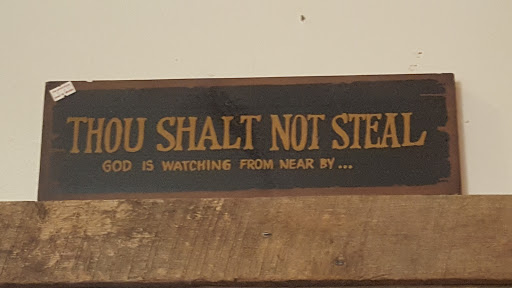 THOU SHALT NOT STEAL
GOD IS WATCHING FROM NEAR BY...